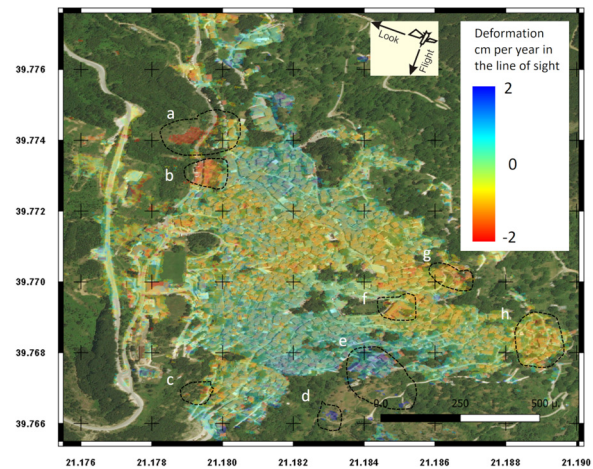 Look
Flight
Deformation
cm per year in
the line of sight
2
0
-2
a
b
c
d
e
f
g
h
0.0 250 500 μ.
39.776
39.774
39.772
39.770
39.768
39.766
21.176 21.178 21.180 21.182 21.184 21.186 21.188 21.190